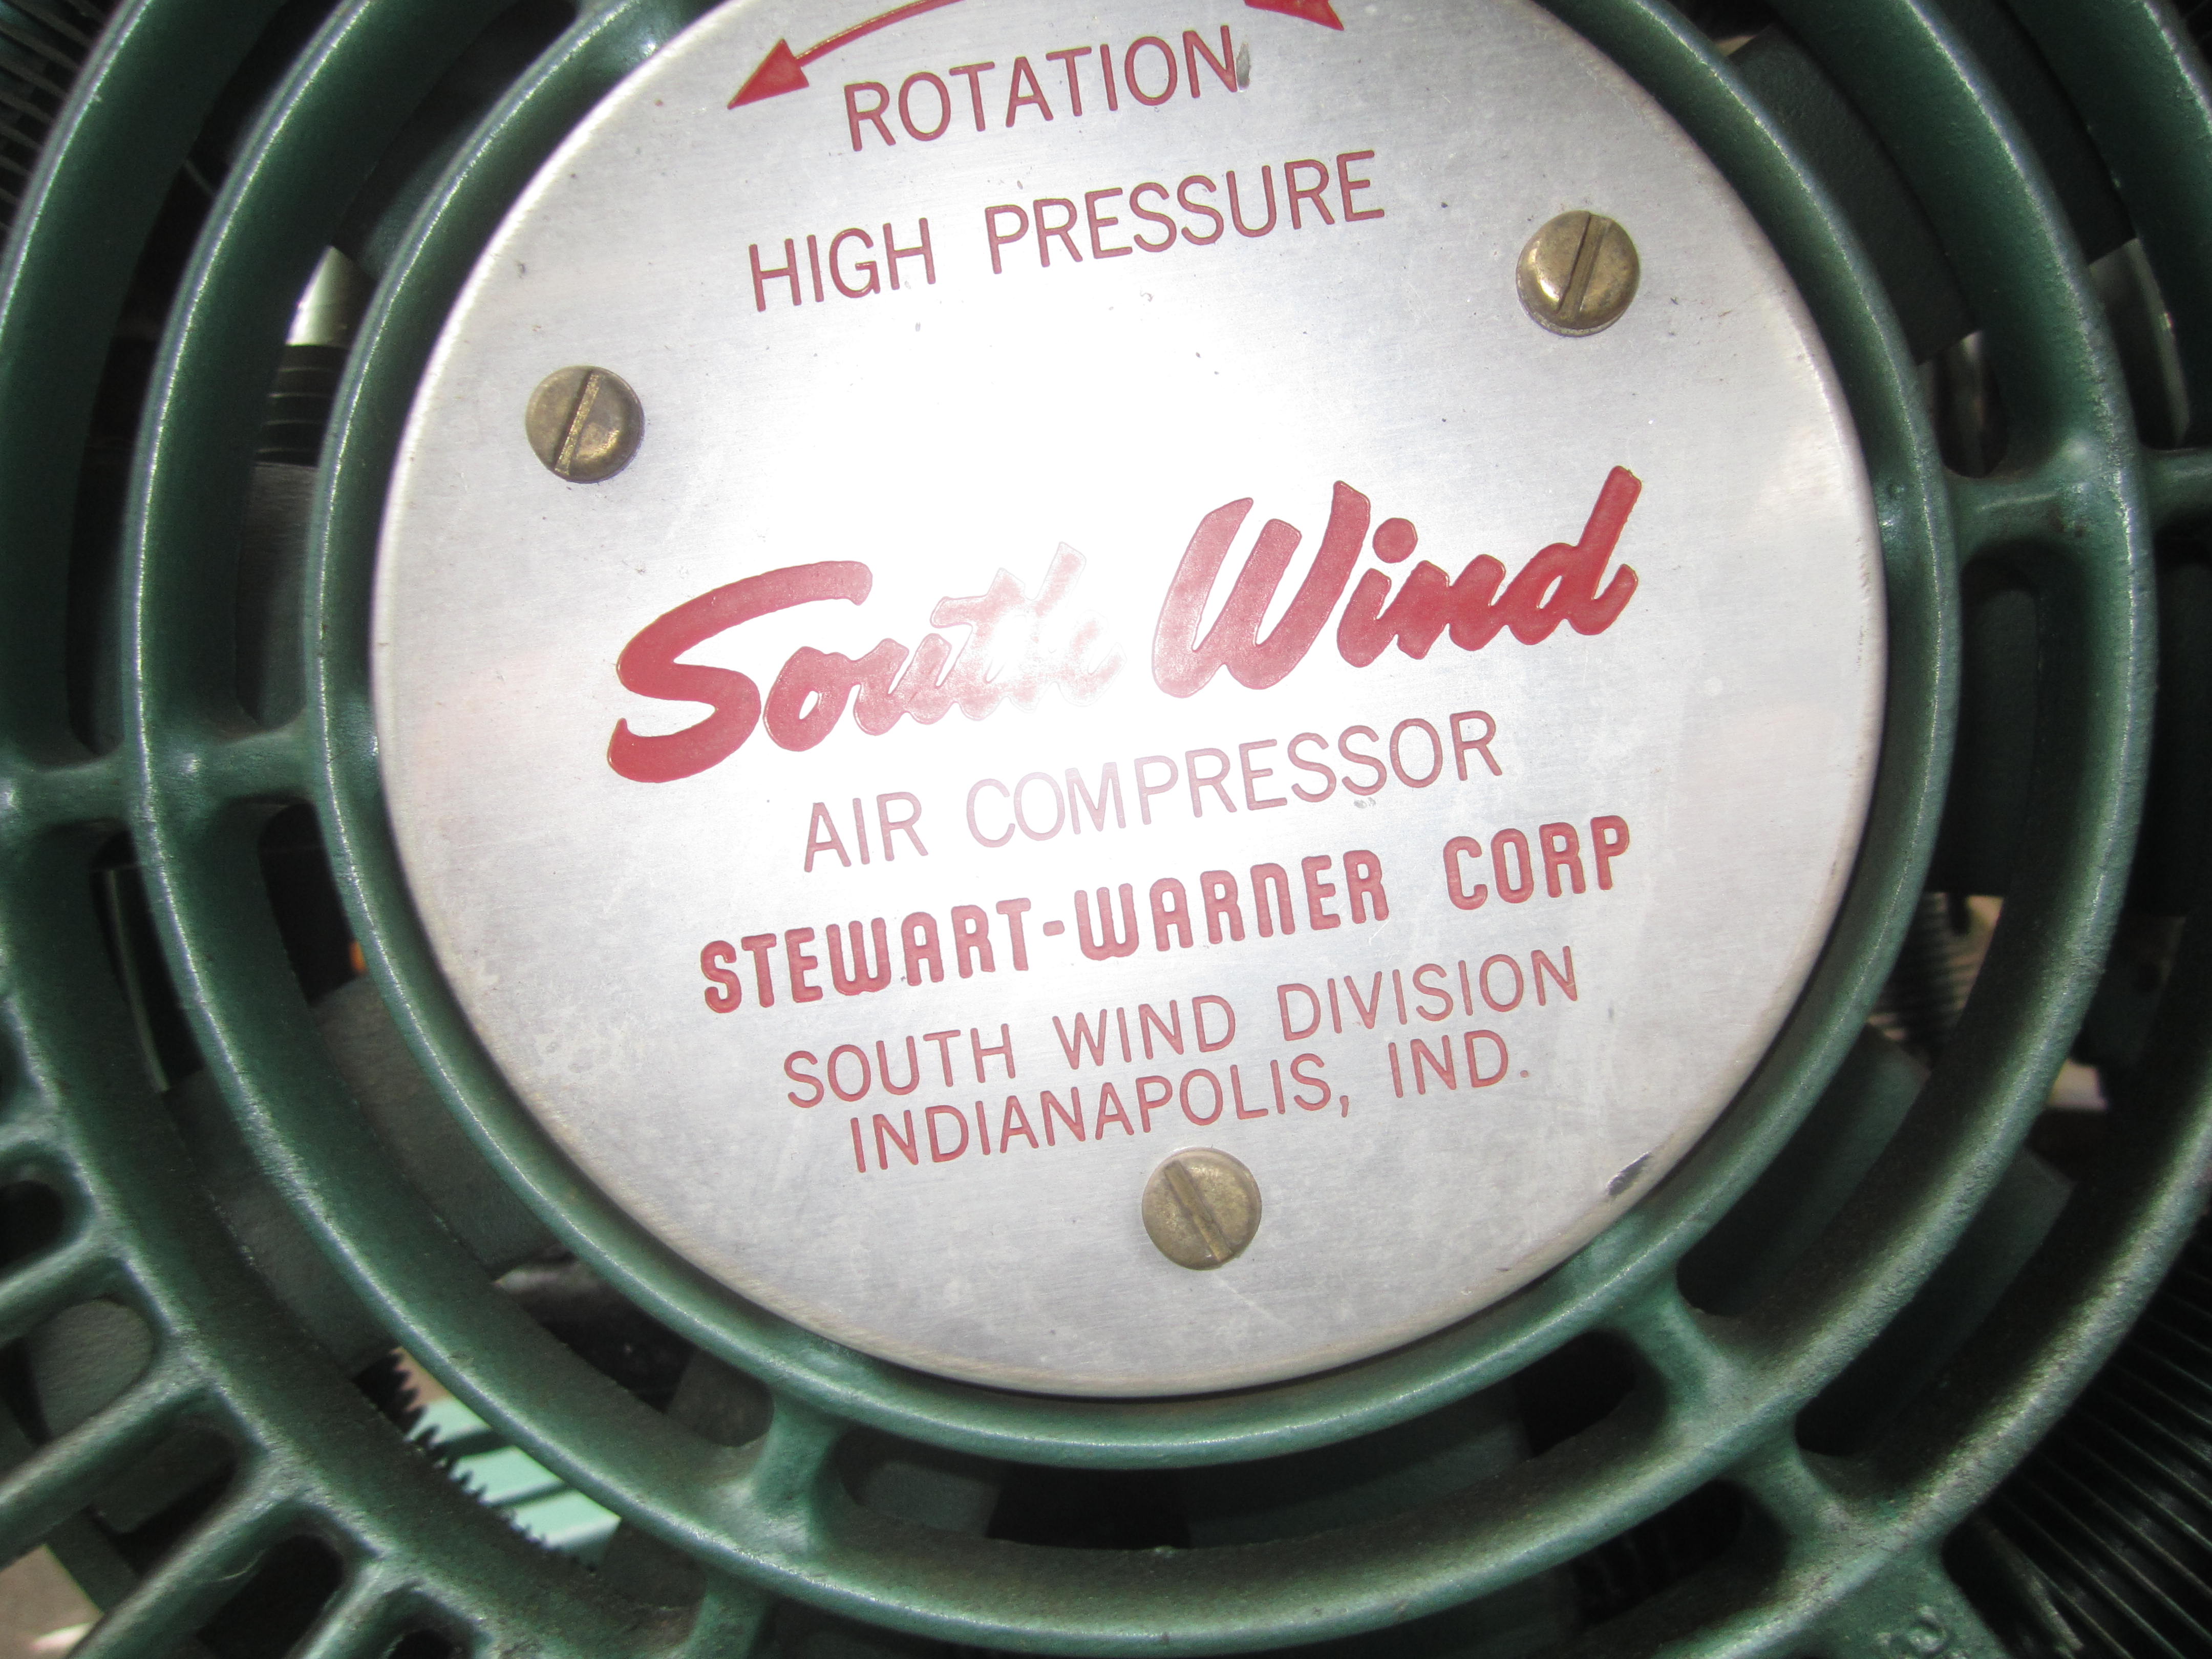 ROTATION
HIGH PRESSURE
South Wind
AIR COMPRESSOR
STEWART-WARNER CORP
SOUTH WIND DIVISION
INDIANAPOLIS, IND.